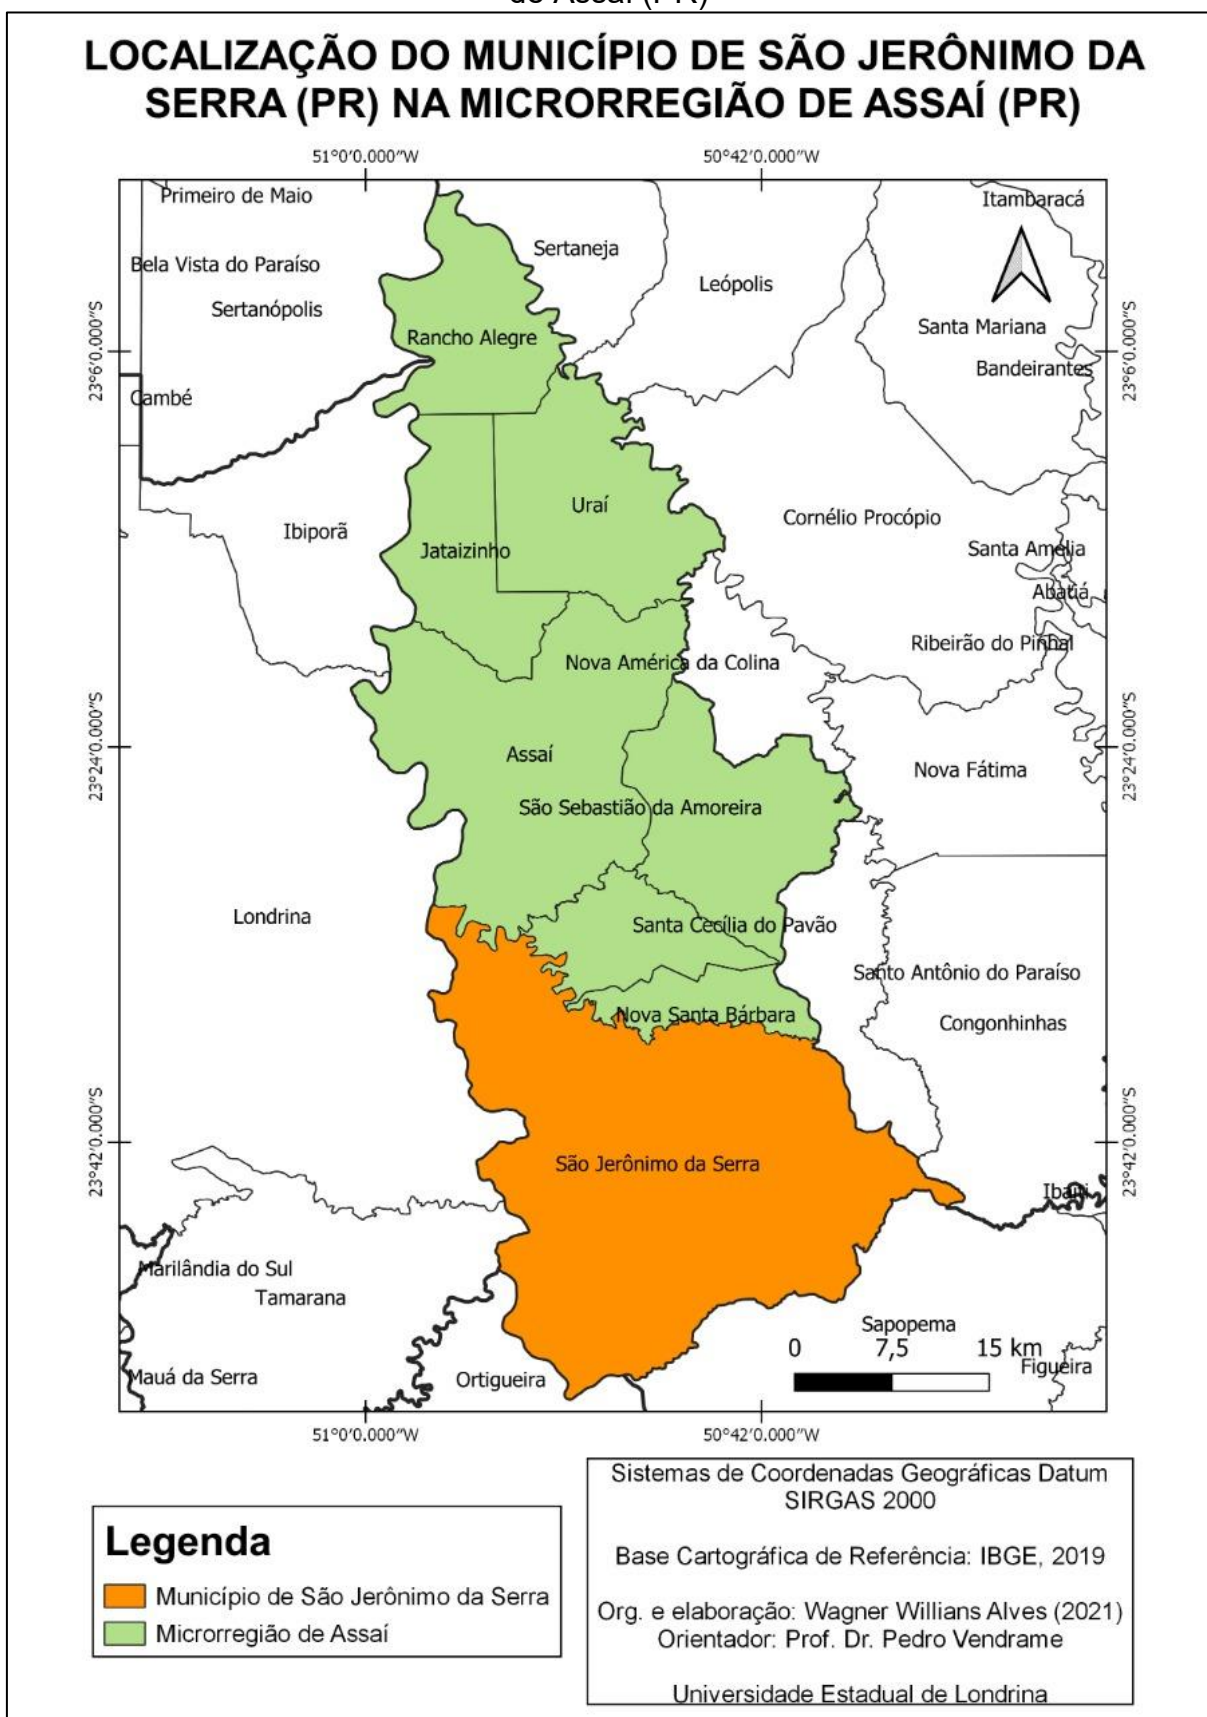 de Assaí (PR)
LOCALIZAÇÃO DO MUNICÍPIO DE SÃO JERÔNIMO DA
SERRA (PR) NA MICRORREGIÃO DE ASSAÍ (PR)
51°0'0.000"W
50°42'0.000"W
Primeiro de Maio
Itambaracá
Sertaneja
Bela Vista do Paraíso
Leópolis
Sertanópolis
Santa Mariana
Rancho Alegre
23°6'0.000"S
23°6'0.000"S
Bandeirantes
Cambé
Uraí
Cornélio Procópio
Ibiporã
Jataizinho
Santa Amélia
Abatiá
Ribeirão do Pinhal
Nova América da Colina
23°24'0.000"S
23°24'0.000"S
Assaí
Nova Fátima
São Sebastião da Amoreira
Londrina
Santa Cecília do Pavão
Santo Antônio do Paraíso
Nova Santa Bárbara
Congonhinhas
23°42'0.000"S
23°42'0.000"S
São Jerônimo da Serra
Ibaiti
Marilândia do Sul
Tamarana
Sapopema
0 7,5 15 km
Figueira
Mauá da Serra
Ortigueira
51°0'0.000"W
50°42'0.000"W
Legenda
Município de São Jerônimo da Serra
Microrregião de Assaí
Sistemas de Coordenadas Geográficas Datum
SIRGAS 2000
Base Cartográfica de Referência: IBGE, 2019
Org. e elaboração: Wagner Willians Alves (2021)
Orientador: Prof. Dr. Pedro Vendrame
Universidade Estadual de Londrina